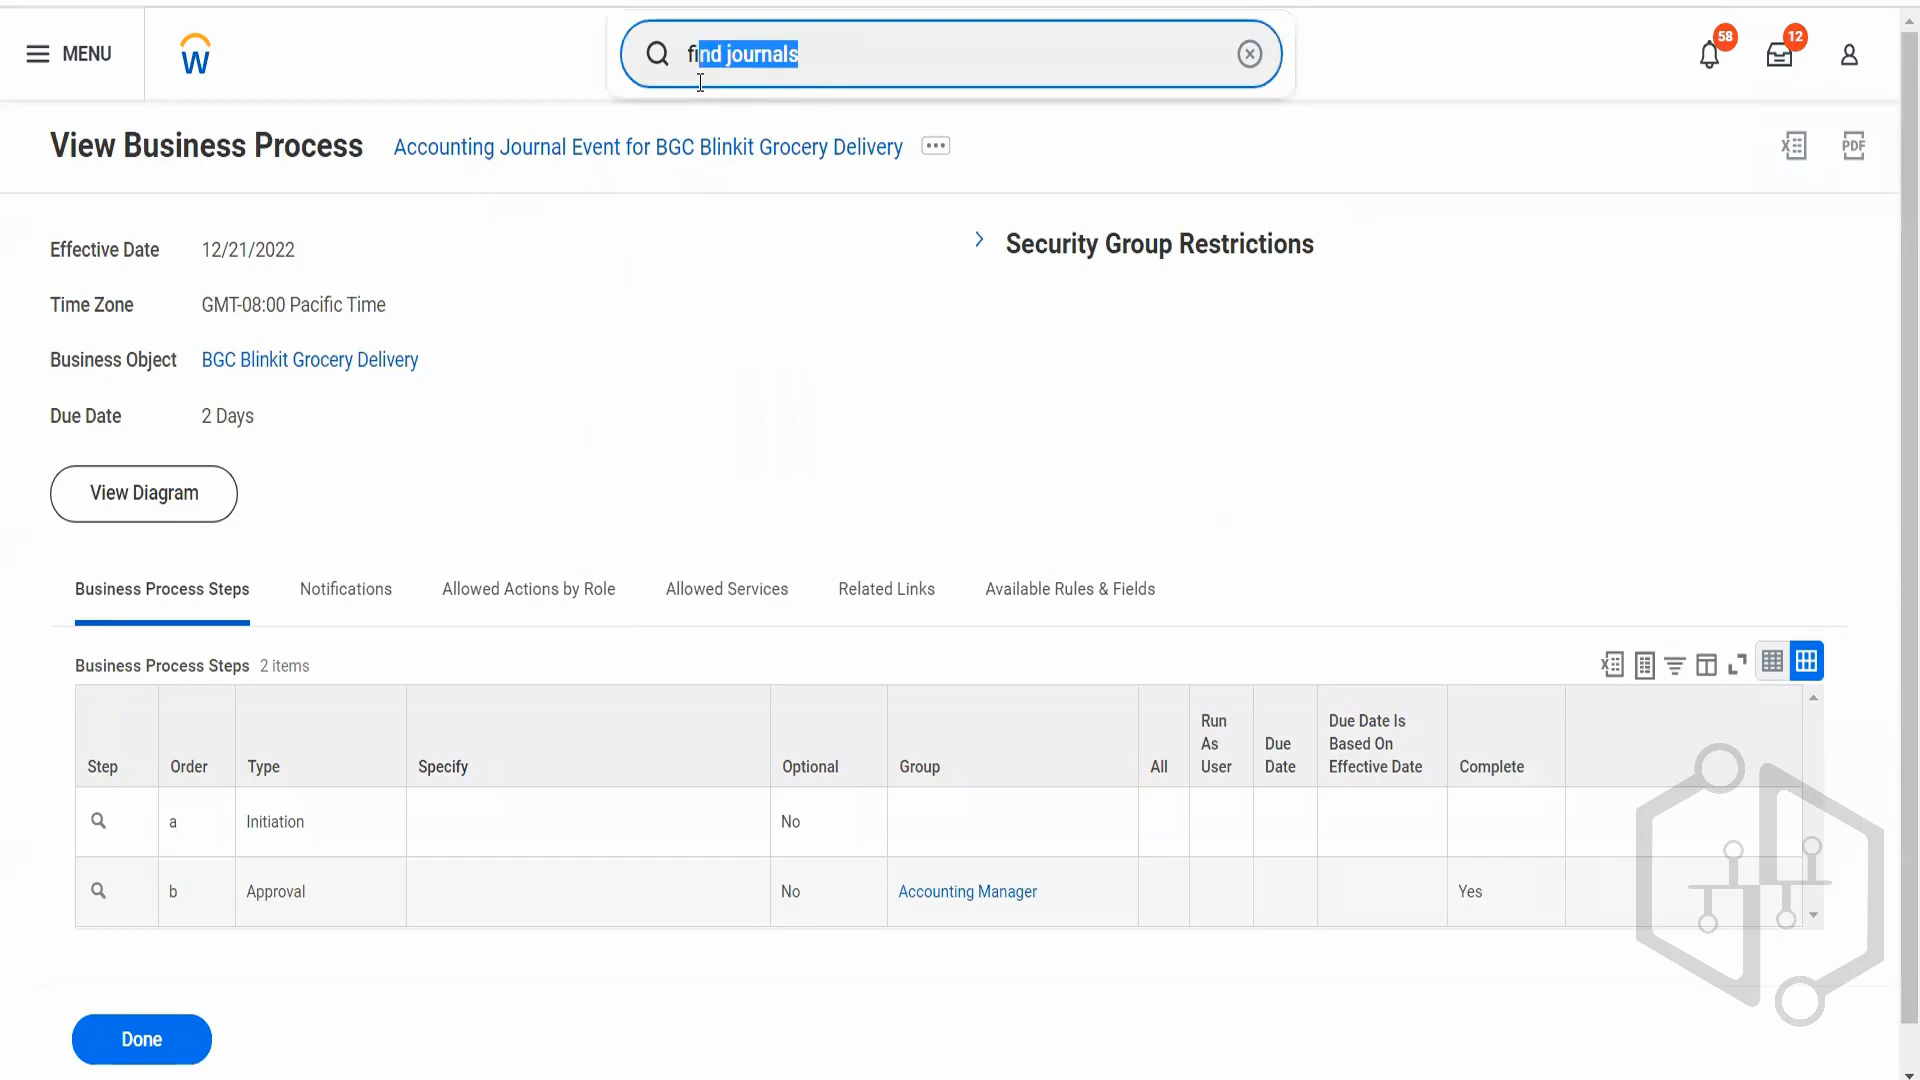 MENU
W
find journals
58
12
View Business Process
Accounting Journal Event for BGC Blinkit Grocery Delivery
PDF
Effective Date 12/21/2022
Security Group Restrictions
Time Zone GMT-08:00 Pacific Time
Business Object BGC Blinkit Grocery Delivery
Due Date 2 Days
View Diagram
Business Process Steps Notifications Allowed Actions by Role Allowed Services Related Links Available Rules & Fields
Business Process Steps 2 items
Step Order Type Specify Optional Group All Run As User Due Date Due Date Is Based On Effective Date Complete
a Initiation No
b Approval No Accounting Manager Yes
Done